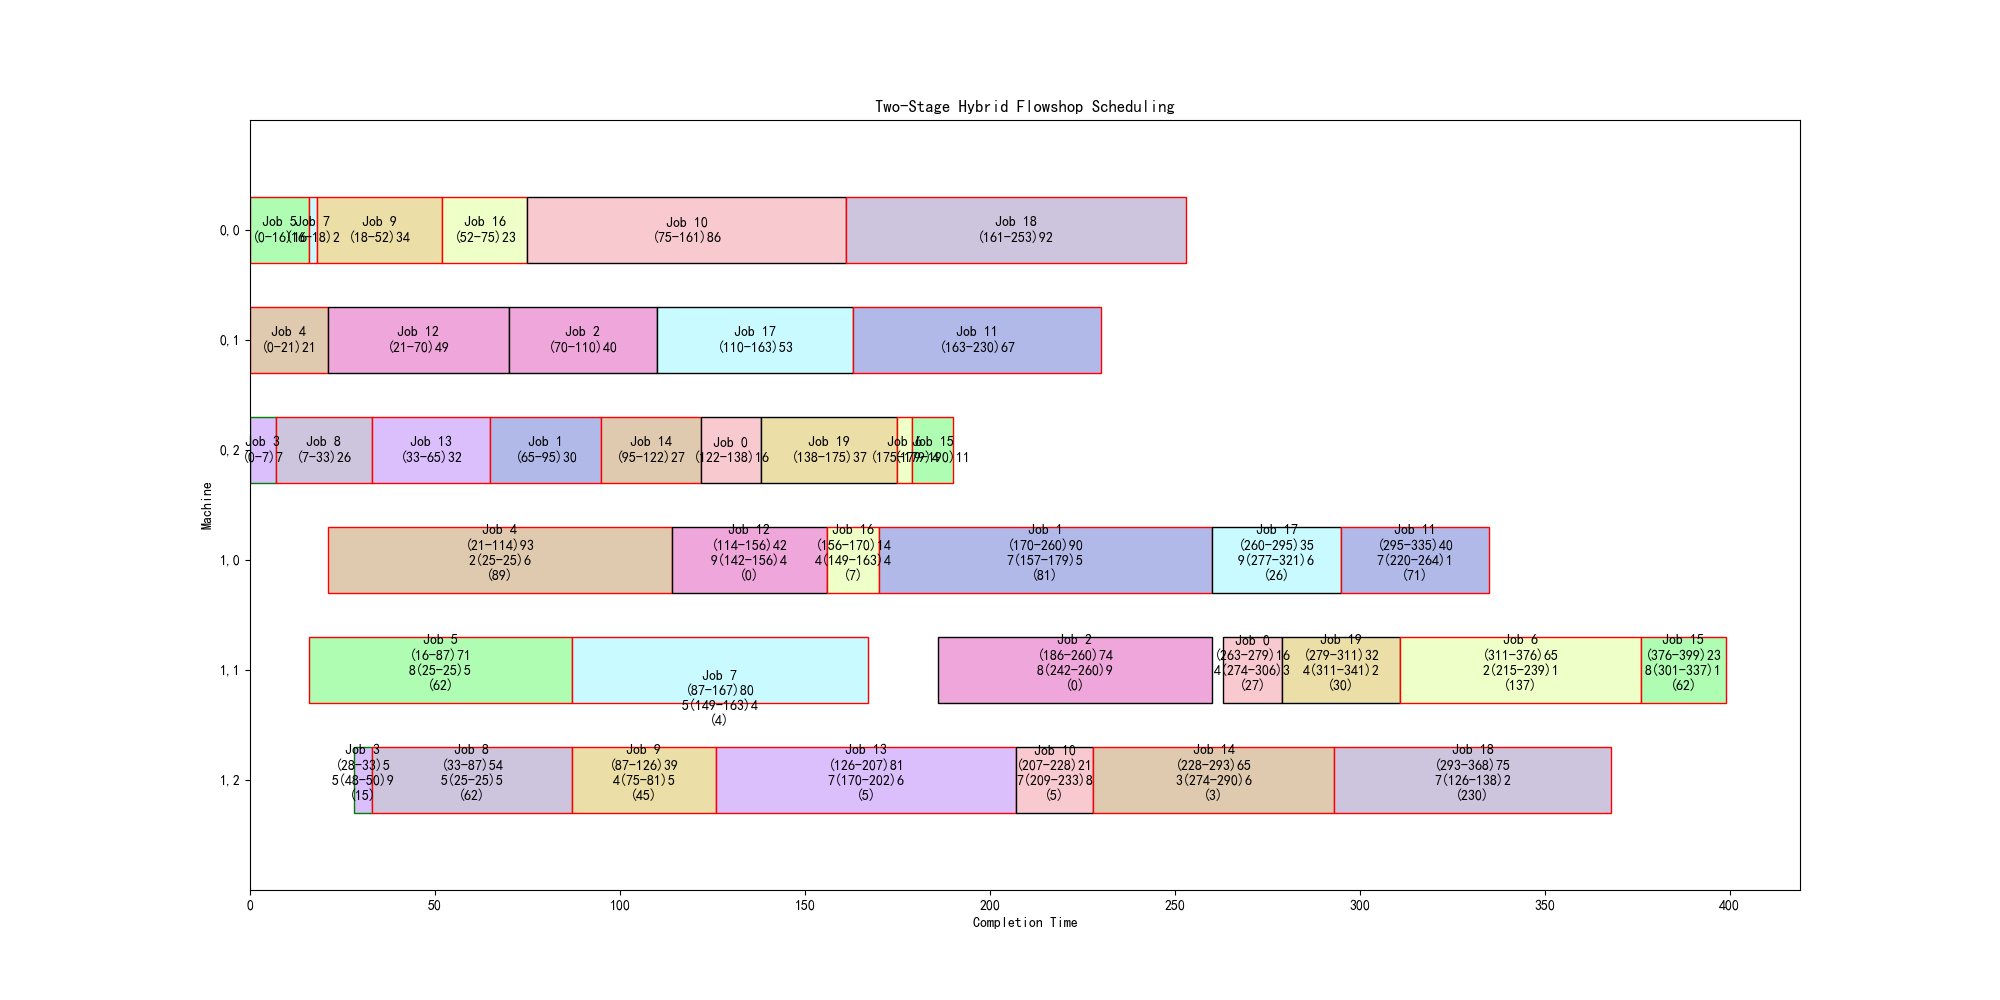 Two-Stage Hybrid Flowshop Scheduling
0,0
Job 5
(0-16)16
Job 7
(16-18)2
Job 9
(18-52)34
Job 16
(52-75)23
Job 10
(75-161)86
Job 18
(161-253)92
0,1
Job 4
(0-21)21
Job 12
(21-70)49
Job 2
(70-110)40
Job 17
(110-163)53
Job 11
(163-230)67
0,2
Job 3
(0-7)7
Job 8
(7-33)26
Job 13
(33-65)32
Job 1
(65-95)30
Job 14
(95-122)27
Job 0
(122-138)16
Job 19
(138-175)37
Job 6
(175-179)4
Job 15
(179-190)11
Machine
1,0
Job 4
(21-114)93
2(25-25)6
(89)
Job 12
(114-156)42
9(142-156)4
(0)
Job 16
(156-170)14
4(149-163)4
(7)
Job 1
(170-260)90
7(157-179)5
(81)
Job 17
(260-295)35
9(277-321)6
(26)
Job 11
(295-335)40
7(220-264)1
(71)
1,1
Job 5
(16-87)71
8(25-25)5
(62)
Job 7
(87-167)80
5(149-163)4
(4)
Job 2
(186-260)74
8(242-260)9
(0)
Job 0
(263-279)16
4(274-306)3
(27)
Job 19
(279-311)32
4(311-341)2
(30)
Job 6
(311-376)65
2(215-239)1
(137)
Job 15
(376-399)23
8(301-337)1
(62)
1,2
Job 3
(28-33)5
5(48-50)9
(15)
Job 8
(33-87)54
5(25-25)5
(62)
Job 9
(87-126)39
4(75-81)5
(45)
Job 13
(126-207)81
7(170-202)6
(5)
Job 10
(207-228)21
7(209-233)8
(5)
Job 14
(228-293)65
3(274-290)6
(3)
Job 18
(293-368)75
7(126-138)2
(230)
0
50
100
150
200
250
300
350
400
Completion Time